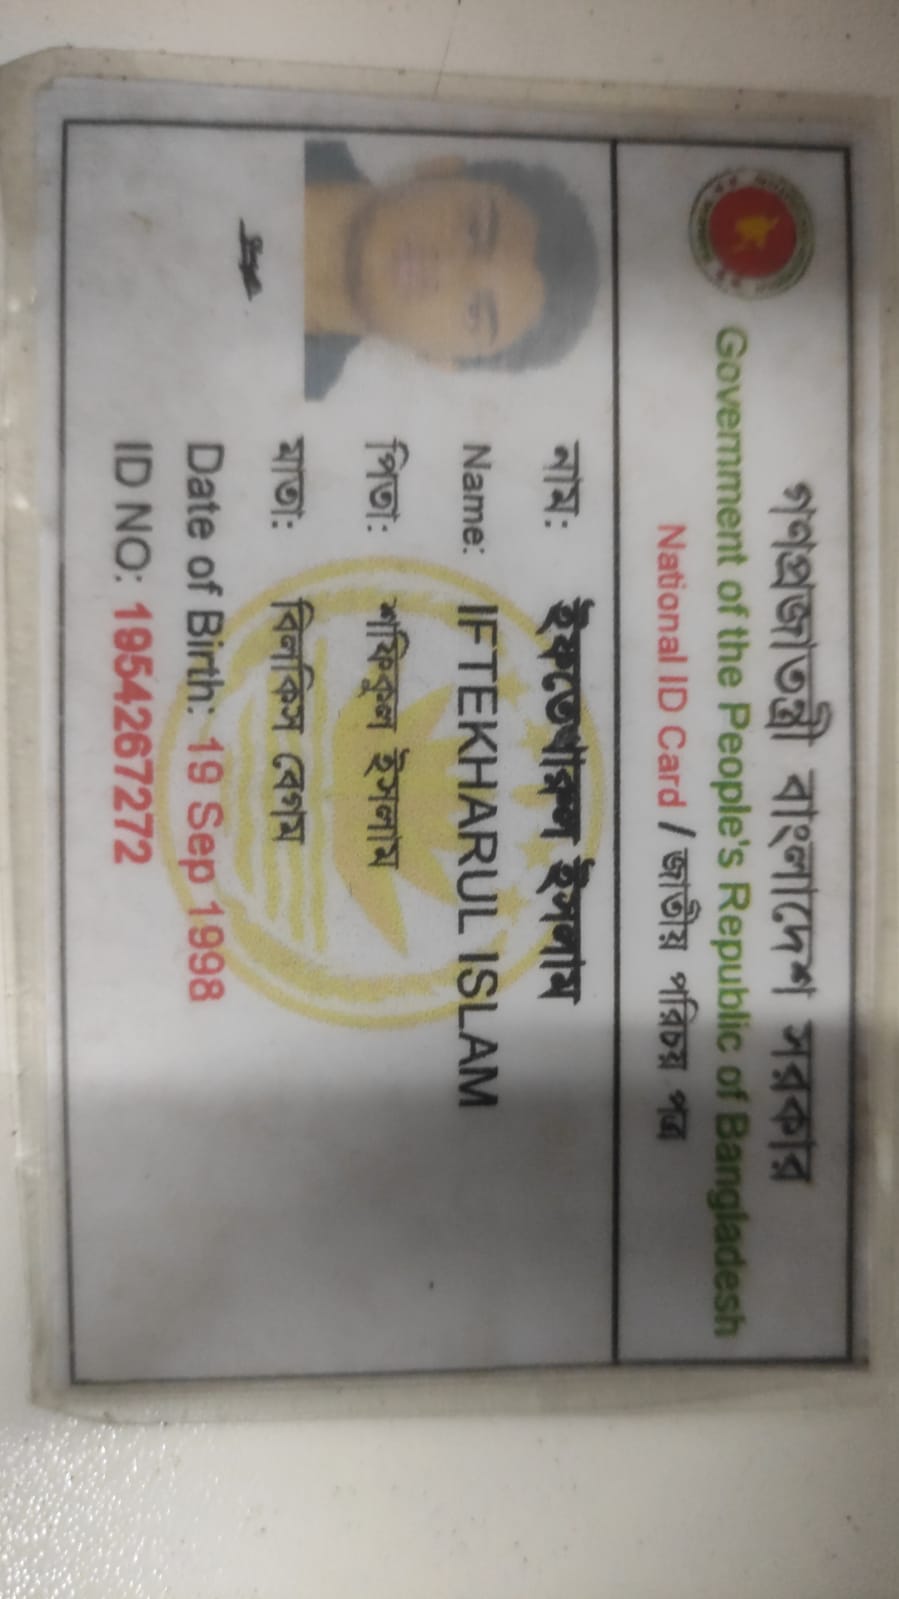 গণপ্রজাতন্ত্রী বাংলাদেশ সরকার
Government of the People's Republic of Bangladesh
National ID Card / জাতীয় পরিচয় পত্র
নাম: ইফতেখারুল ইসলাম
Name: IFTEKHARUL ISLAM
পিতা: শফিকুল ইসলাম
মাতা: বিলকিস বেগম
Date of Birth: 19 Sep 1998
ID NO: 1954267272